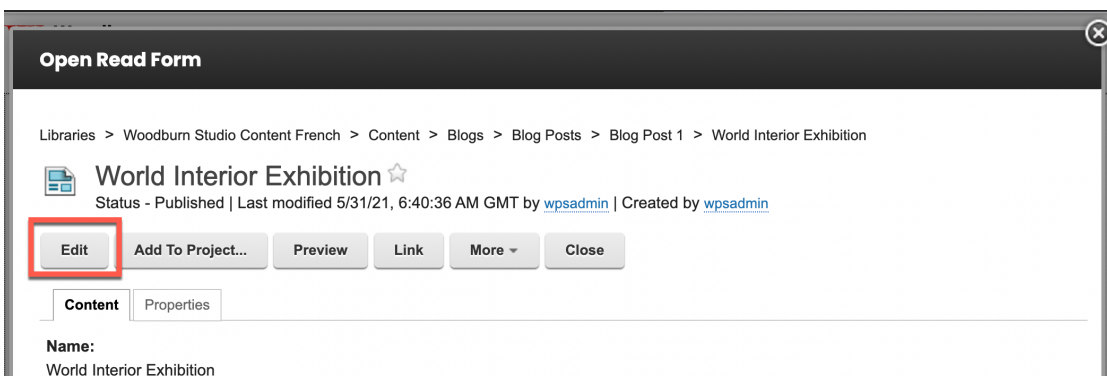 Open Read Form
Libraries > Woodburn Studio Content French > Content > Blogs > Blog Posts > Blog Post 1 > World Interior Exhibition
World Interior Exhibition
Status - Published | Last modified 5/31/21, 6:40:36 AM GMT by wpsadmin | Created by wpsadmin
Edit Add To Project... Preview Link More Close
Content Properties
Name:
World Interior Exhibition